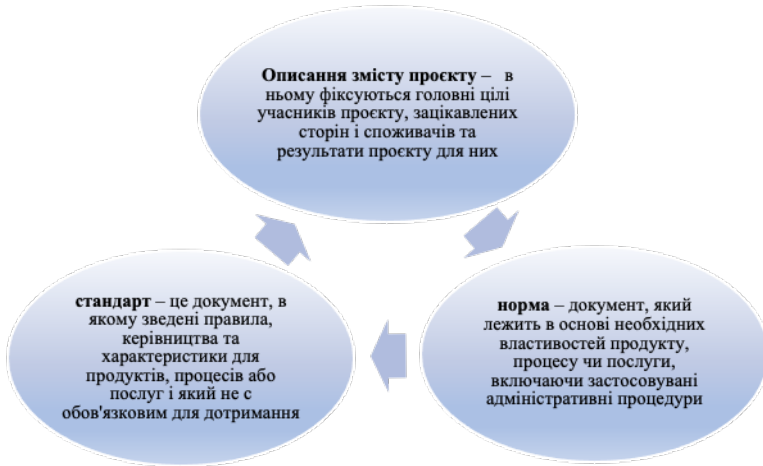 Описання змісту проєкту – в
ньому фіксуються головні цілі
учасників проєкту, зацікавлених
сторін і споживачів та
результати проєкту для них
стандарт – це документ, в
якому зведені правила,
керівництва та
характеристики для
продуктів, процесів або
послуг і який не є
обов'язковим для дотримання
норма – документ, який
лежить в основі необхідних
властивостей продукту,
процесу чи послуги,
включаючи застосовувані
адміністративні процедури